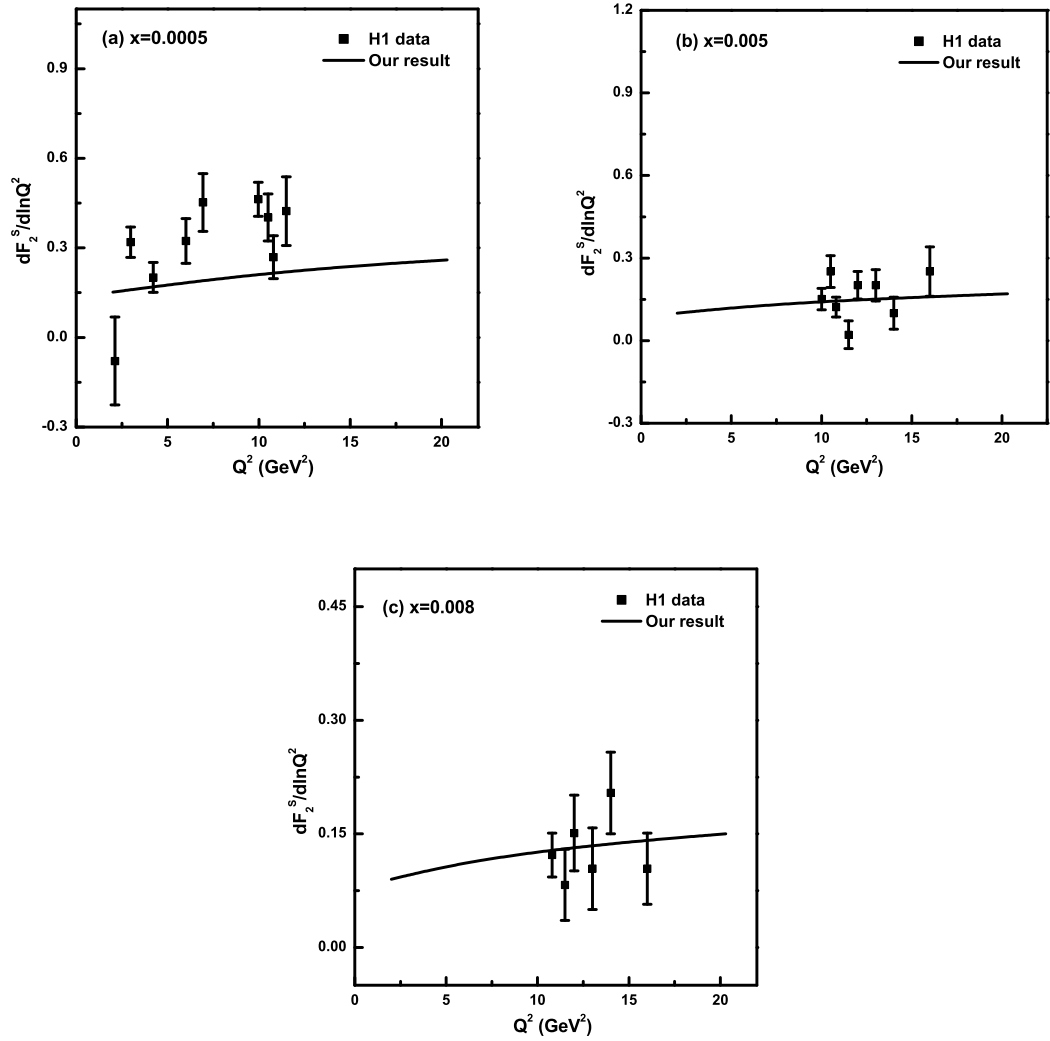 (a) x=0.0005
H1 data
Our result
0.9
0.6
0.3
0.0
-0.3
0 5 10 15 20
dF₂ˢ/dlnQ²
Q² (GeV²)
(b) x=0.005
H1 data
Our result
1.2
0.9
0.6
0.3
0.0
-0.3
0 5 10 15 20
dF₂ˢ/dlnQ²
Q² (GeV²)
(c) x=0.008
H1 data
Our result
0.45
0.30
0.15
0.00
0 5 10 15 20
dF₂ˢ/dlnQ²
Q² (GeV²)